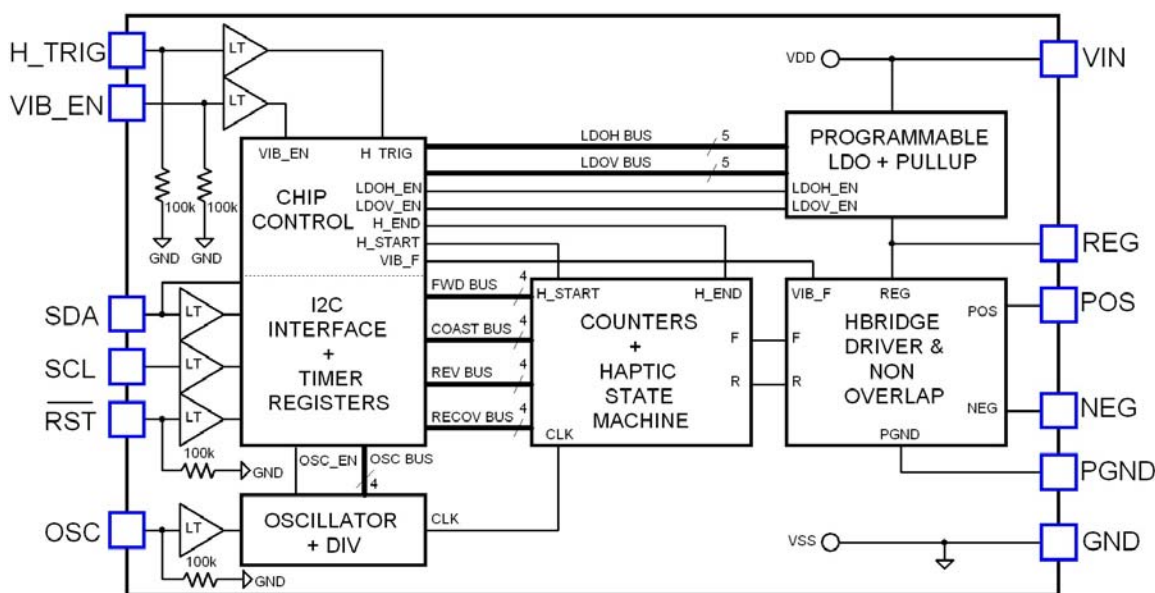 H_TRIG
LT
VIB_EN
LT
VDD
VIN
PROGRAMMABLE
LDO + PULLUP
LDOH_EN
LDOV_EN
VIB_EN
H_TRIG
CHIP
CONTROL
LDOH_EN
LDOV_EN
H_END
H_START
VIB_F
LDOH BUS
5
LDOV BUS
5
100k
100k
GND
GND
REG
SDA
LT
SCL
LT
RST
LT
100k
GND
I2C
INTERFACE
+
TIMER
REGISTERS
FWD BUS
4
COAST BUS
4
REV BUS
4
RECOV BUS
4
H_START
H_END
COUNTERS
+
HAPTIC
STATE
MACHINE
F
R
CLK
VIB_F
REG
POS
HBRIDGE
DRIVER &
NON
OVERLAP
F
R
NEG
PGND
POS
NEG
PGND
OSC_EN
OSC BUS
4
OSC
LT
100k
GND
OSCILLATOR
+ DIV
CLK
VSS
GND